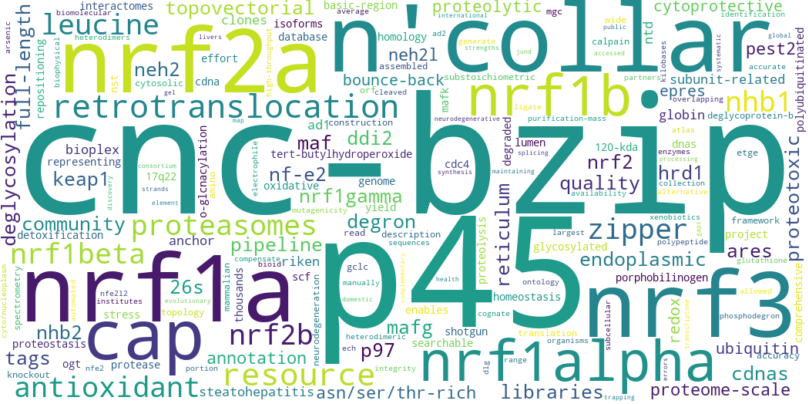 cnc-bzip
p45
n'collar
nrf3
nrf1a
nrf2a
nrf1b
cap
nrf1alpha
zipper
retrotranslocation
leucine
antioxidant
proteasomes
resource
nrf1beta
nrf2b
p97
mafg
libraries
nhb1
full-length
topovectorial
proteolytic
cytoprotective
clones
isoforms
interactomes
basic-region
average
international
biomolecular
mgc
ad2
generate
strengths
jund
wide
public
identification
systematic
global
accurate
arsenic
heterodimers
livers
database
homology
neh2l
calpain
ntd
kilobases
pest2
neh2
effort
cytosolic
nst
cdna
gel
high-throughput
assembled
bounce-back
substoichiometric
subunit-related
accessed
partners
repositioning
biophysical
orf
cleaved
mafk
ligase
epres
overlapping
deglycoprotein-b
polyubiquitinated
neurodegenerative
purification-mass
globin
dnas
atlas
enzymes
processing
ad1
construction
map
ddi2
maf
tert-butylhydroperoxide
degraded
lumen
splicing
120-kda
etge
deglycosylation
bioplex
representing
keap1
consortium
17q22
strands
element
discovery
amino
o-glcnacylation
electrophile
oxidative
genome
nf-e2
nrf1gamma
mutagenicity
yield
cdc4
synthesis
maintaining
nrf2
hrd1
quality
collection
alternative
availability
xenobiotics
proteotoxic
community
detoxification
degron
read
description
sequences
reticulum
proteolysis
glycosylated
largest
polypeptide
framework
project
ares
glutathione
anchor
pipeline
compensate
bioid
riken
scf
endoplasmic
porphobilinogen
homeostasis
ontology
26s
mammalian
evolutionary
topology
thousands
neurodegeneration
gclc
manually
domestic
complementary
health
enables
cognate
translation
organisms
subcellular
redox
transcriptome
allowed
phosphodegron
comprehensive
cyto/nucleoplasm
spectrometry
stress
nfe2l2
institutes
automated
nhb2
proteostasis
tags
knockout
ogt
nfe2
protease
portion
annotation
steatohepatitis
heterodimeric
ech
integrity
searchable
shotgun
dlg
range
asn/ser/thr-rich
trapping
ubiquitin
accuracy
errors
cdnas
proteome-scale